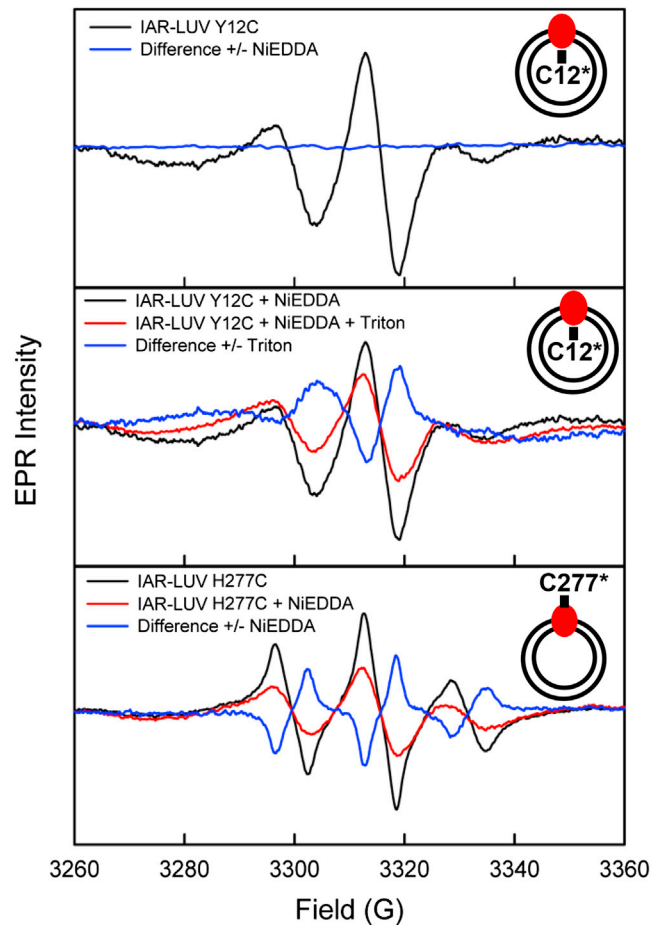 IAR-LUV Y12C
Difference +/- NiEDDA
C12*
IAR-LUV Y12C + NiEDDA
IAR-LUV Y12C + NiEDDA + Triton
Difference +/- Triton
C12*
IAR-LUV H277C
IAR-LUV H277C + NiEDDA
Difference +/- NiEDDA
C277*
EPR Intensity
3260 3280 3300 3320 3340 3360
Field (G)